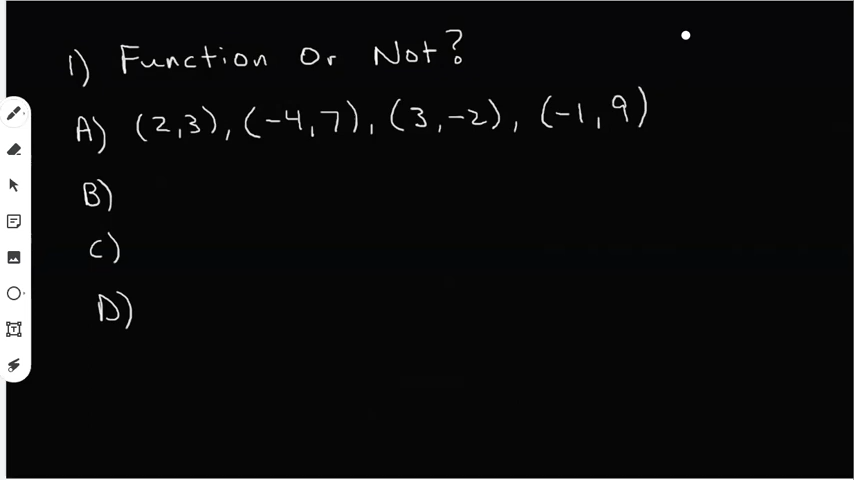 1) Function Or Not?
A) (2,3), (-4,7), (3,-2), (-1,9)
B)
C)
D)